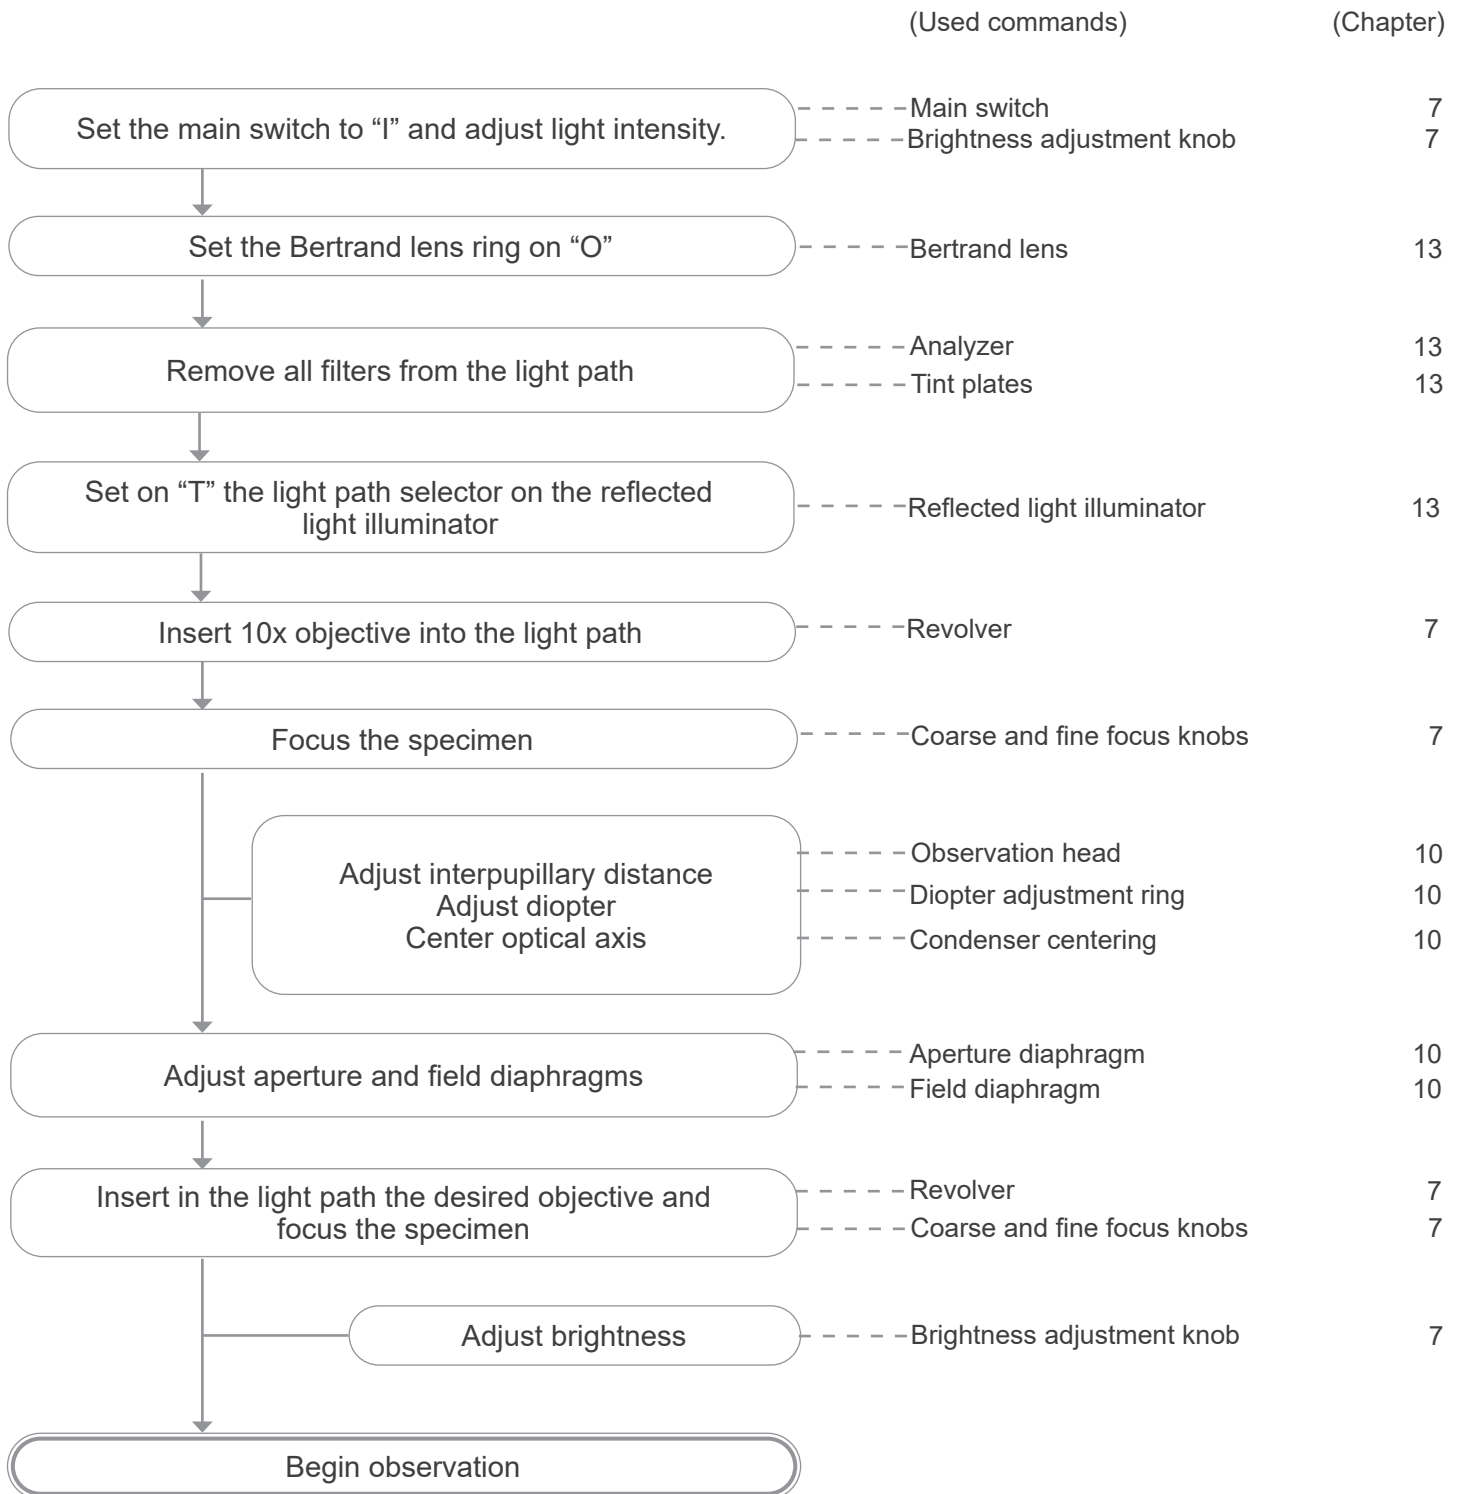 (Used commands) (Chapter)
Set the main switch to “I” and adjust light intensity.
Main switch 7
Brightness adjustment knob 7
Set the Bertrand lens ring on “O”
Bertrand lens 13
Remove all filters from the light path
Analyzer 13
Tint plates 13
Set on “T” the light path selector on the reflected
light illuminator
Reflected light illuminator 13
Insert 10x objective into the light path
Revolver 7
Focus the specimen
Coarse and fine focus knobs 7
Adjust interpupillary distance
Adjust diopter
Center optical axis
Observation head 10
Diopter adjustment ring 10
Condenser centering 10
Adjust aperture and field diaphragms
Aperture diaphragm 10
Field diaphragm 10
Insert in the light path the desired objective and
focus the specimen
Revolver 7
Coarse and fine focus knobs 7
Adjust brightness
Brightness adjustment knob 7
Begin observation